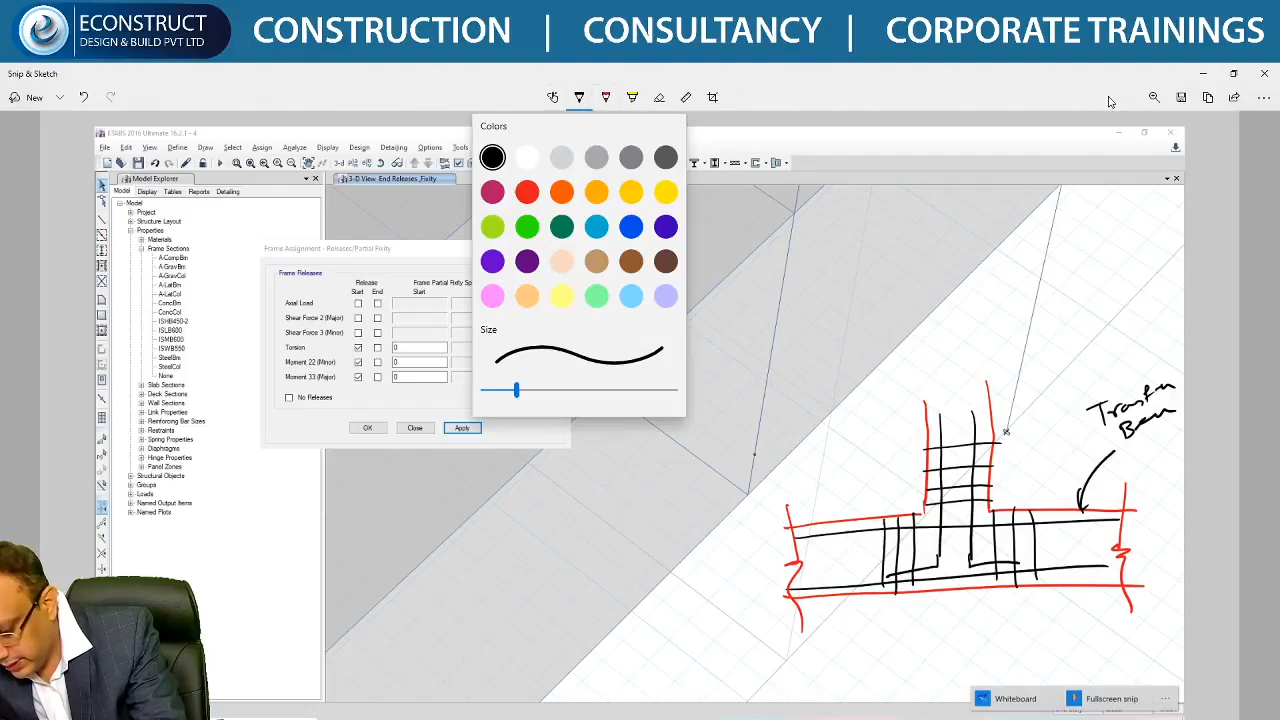 ECONSTRUCT
DESIGN & BUILD PVT LTD
CONSTRUCTION | CONSULTANCY | CORPORATE TRAININGS
Snip & Sketch
New
ETABS 2016 Ultimate 16.2.1 - 4
File Edit View Define Draw Select Assign Analyze Display Design Detailing Options Tools
Model Explorer
3-D View End Releases ,Fixity
Model Display Tables Reports Detailing
Model
Project
Structure Layout
Properties
Materials
Frame Sections
A-CompBm
A-GravBm
A-GravCol
A-LatBm
A-LatCol
ConcBm
ConcCol
ISHB450-2
ISLB600
ISMB600
ISWB550
SteelBm
SteelCol
None
Slab Sections
Deck Sections
Wall Sections
Link Properties
Reinforcing Bar Sizes
Restraints
Spring Properties
Diaphragms
Hinge Properties
Panel Zones
Structural Objects
Groups
Loads
Named Output Items
Named Plots
Frame Assignment - Releases/Partial Fixity
Frame Releases
Release
Start End
Frame Partial Fixity Sp
Start
Axial Load
Shear Force 2 (Major)
Shear Force 3 (Minor)
Torsion 0
Moment 22 (Minor) 0
Moment 33 (Major) 0
No Releases
OK Close Apply
Colors
Size
Whiteboard
Fullscreen snip